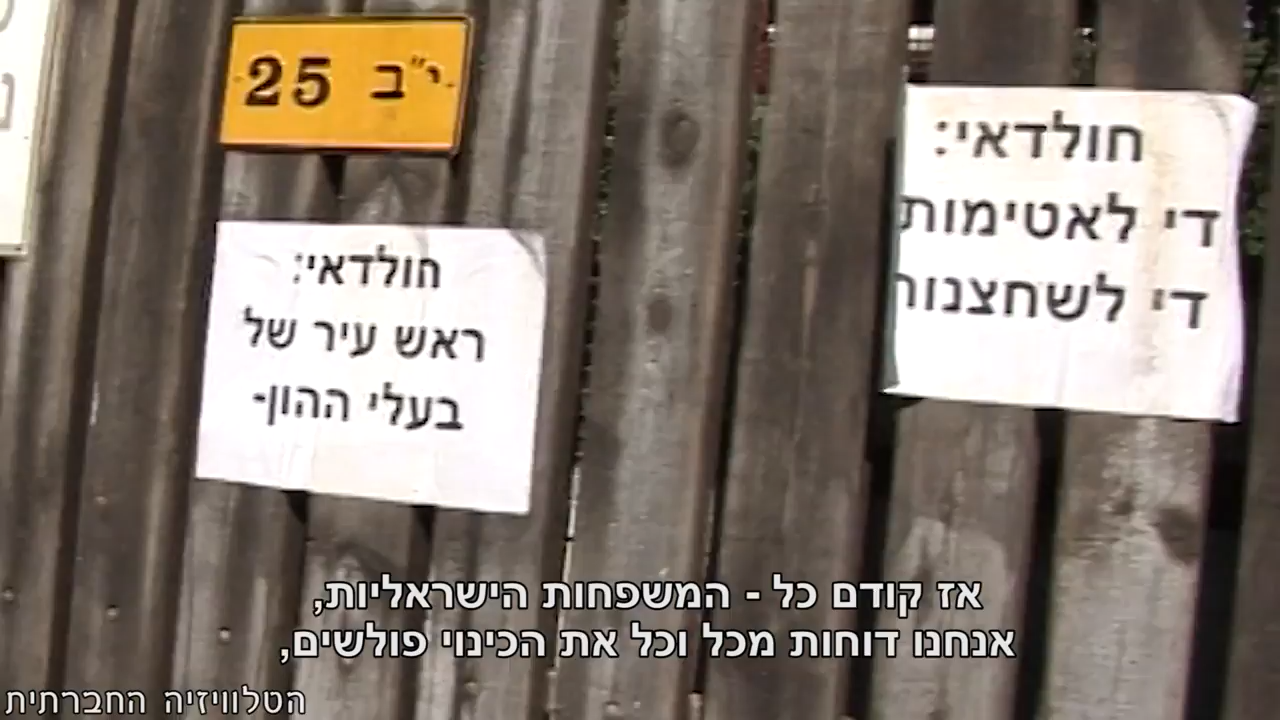 י"ב 25
חולדאי:
ראש עיר של
בעלי ההון-
חולדאי:
די לאטימות
די לשחצנות
אז קודם כל - המשפחות הישראליות,
אנחנו דוחות מכל וכל את הכינוי פולשים,
הטלוויזיה החברתית